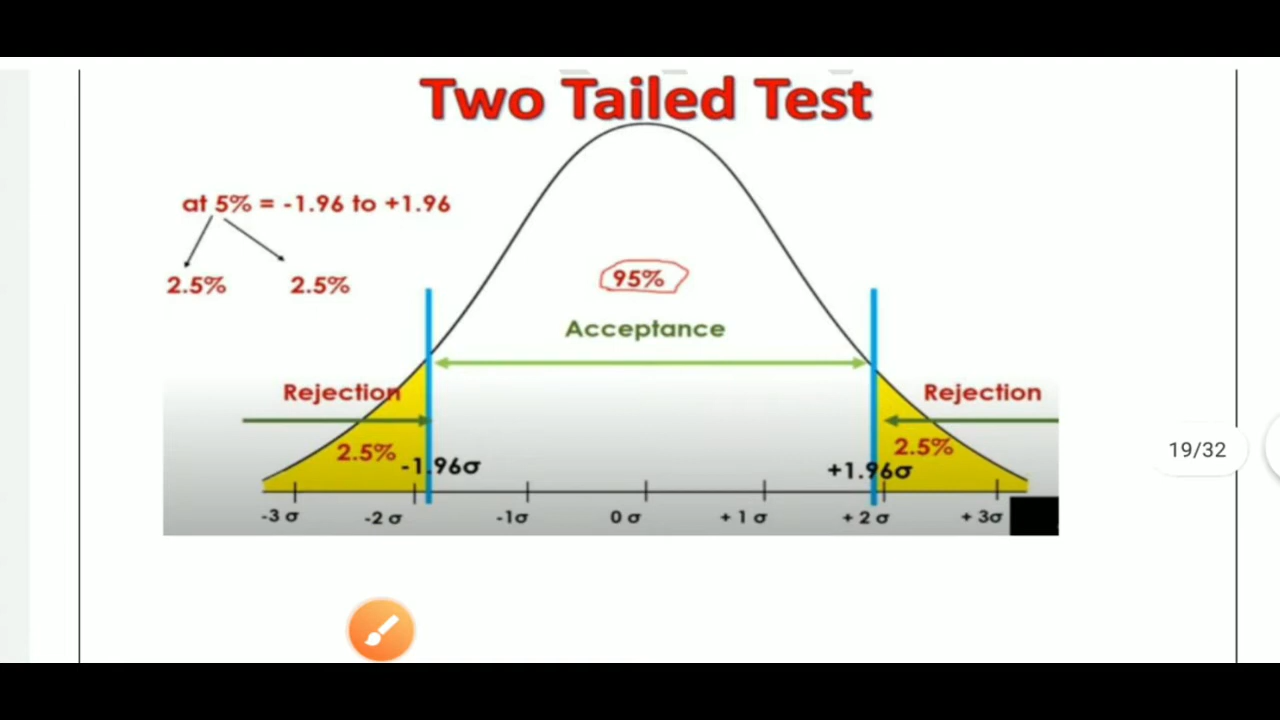 Two Tailed Test
at 5% = -1.96 to +1.96
2.5% 2.5%
95%
Acceptance
Rejection Rejection
2.5% 2.5%
-1.96σ +1.96σ
19/32
-3 σ -2 σ -1σ 0 σ + 1 σ + 2 σ + 3σ